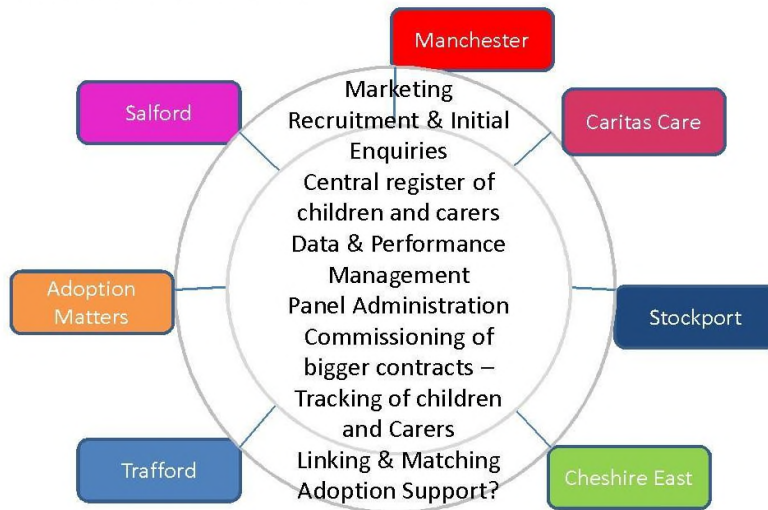 Manchester
Salford
Caritas Care
Marketing
Recruitment & Initial
Enquiries
Central register of
children and carers
Data & Performance
Management
Panel Administration
Commissioning of
bigger contracts –
Tracking of children
and Carers
Linking & Matching
Adoption Support?
Adoption
Matters
Stockport
Trafford
Cheshire East